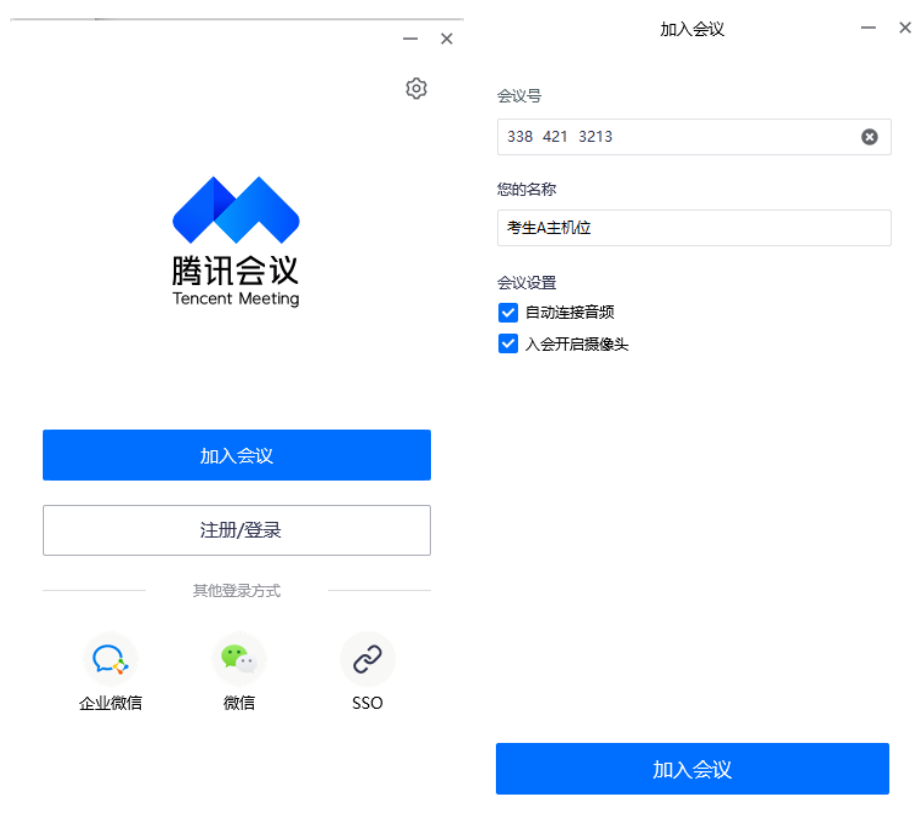 腾讯会议
Tencent Meeting
加入会议
注册/登录
其他登录方式
企业微信
微信
SSO
加入会议
会议号
338 421 3213
您的名称
考生A主机位
会议设置
自动连接音频
入会开启摄像头
加入会议